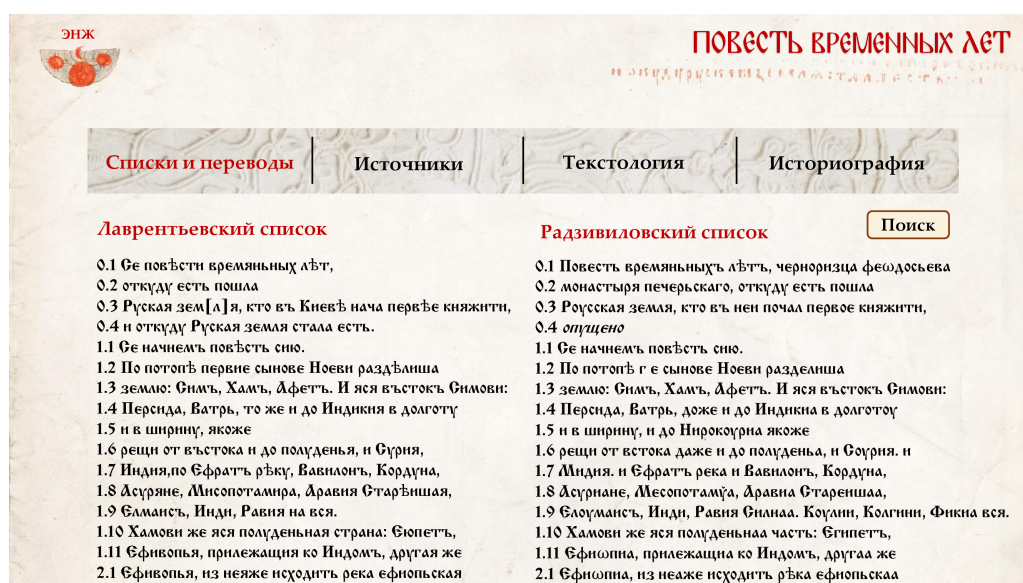 ЭНЖ
ПОВЕСТЬ ВРЕМЕННЫХ ЛЕТ
Списки и переводы
Источники
Текстология
Историография
Поиск
Лаврентьевский список
0.1 Се повѣсти времяньных лѣт,
0.2 откуду есть пошла
0.3 Руская зем[л]я, кто въ Киевѣ нача первѣе княжити,
0.4 и откуду Руская земля стала есть.
1.1 Се начнемъ повѣсть сию.
1.2 По потопѣ первие сынове Ноеви раздѣлиша
1.3 землю: Симъ, Хамъ, Афетъ. И яся въстокъ Симови:
1.4 Персида, Ватрь, то же и до Индикия в долготу
1.5 и в ширину, якоже
1.6 рещи от въстока и до полуденья, и Сурия,
1.7 Индия,по Ефратъ рѣку, Вавилонъ, Кордуна,
1.8 Асуряне, Мисопотамира, Аравия Старѣишая,
1.9 Елмаисъ, Инди, Равия на вся.
1.10 Хамови же яся полуденьная страна: Еюпетъ,
1.11 Ефивопья, прилежащия ко Индомъ, другая же
2.1 Ефивопья, из неяже исходить река ефиопьская
Радзивиловский список
0.1 Повесть времяньныхъ лѣтъ, черноризца феѡдосьева
0.2 монастыря печерьскаго, откуду есть пошла
0.3 Роусская земля, кто въ неи почал первое княжити,
0.4 опущено
1.1 Се начнемъ повѣсть сию.
1.2 По потопѣ г е сынове Ноеви разделиша
1.3 землю: Симъ, Хамъ, Афетъ. И яся въстокъ Симови:
1.4 Персида, Ватрь, доже и до Индикиа в долготоу
1.5 и в ширину, и до Нирокоуриа якоже
1.6 рещи от встока даже и до полуденьа, и Соурия. и
1.7 Мидия. и Ефратъ река и Вавилонъ, Кордуна,
1.8 Асуриане, Месопотамўа, Аравиа Стареишаа,
1.9 Елоумаисъ, Инди, Равия Силнаа. Коулии, Колгини, Фикиа вся.
1.10 Хамови же яся полуденьнаа часть: Египетъ,
1.11 Ефиѡпиа, прилежащиа ко Индомъ, другаа же
2.1 Ефиѡпиа, из неаже исходить рѣка ефиопьскаа